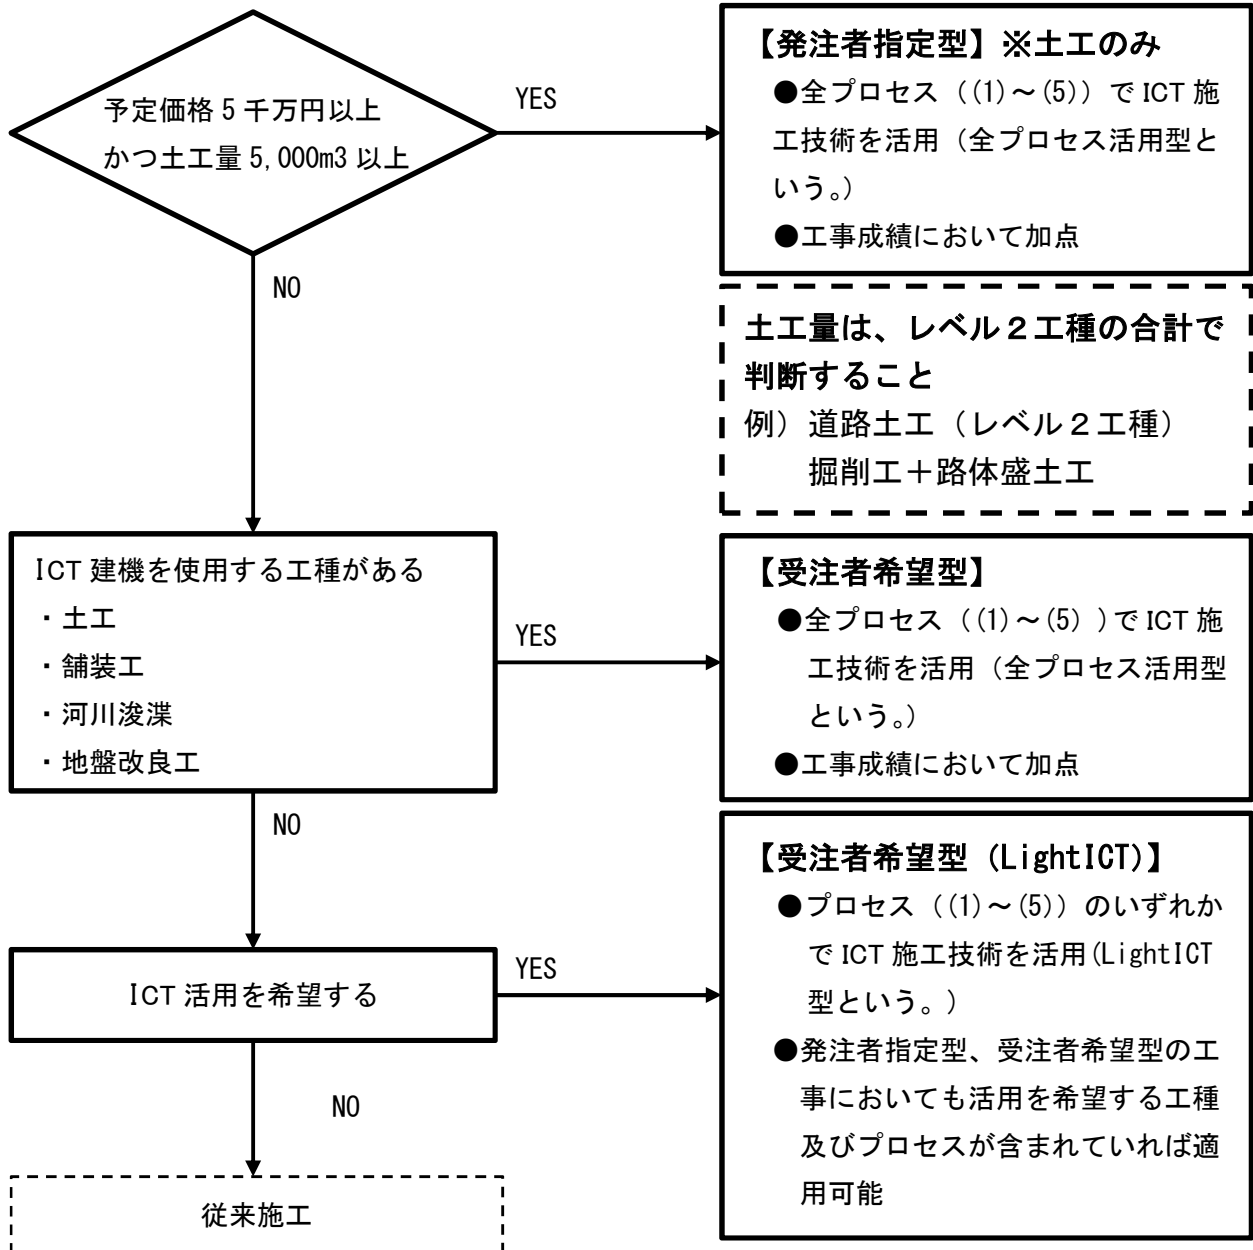 予定価格 5 千万円以上
かつ土工量 5,000m3 以上
YES
NO
【発注者指定型】※土工のみ
●全プロセス（(1)～(5)）で ICT 施
工技術を活用（全プロセス活用型と
いう。）
●工事成績において加点
土工量は、レベル２工種の合計で
判断すること
例）道路土工（レベル２工種）
掘削工＋路体盛土工
ICT 建機を使用する工種がある
・土工
・舗装工
・河川浚渫
・地盤改良工
YES
NO
【受注者希望型】
●全プロセス（(1)～(5) ）で ICT 施
工技術を活用（全プロセス活用型
という。）
●工事成績において加点
ICT 活用を希望する
YES
NO
【受注者希望型（LightICT)】
●プロセス（(1)～(5)）のいずれか
で ICT 施工技術を活用(LightICT
型という。）
●発注者指定型、受注者希望型の工
事においても活用を希望する工種
及びプロセスが含まれていれば適
用可能
従来施工